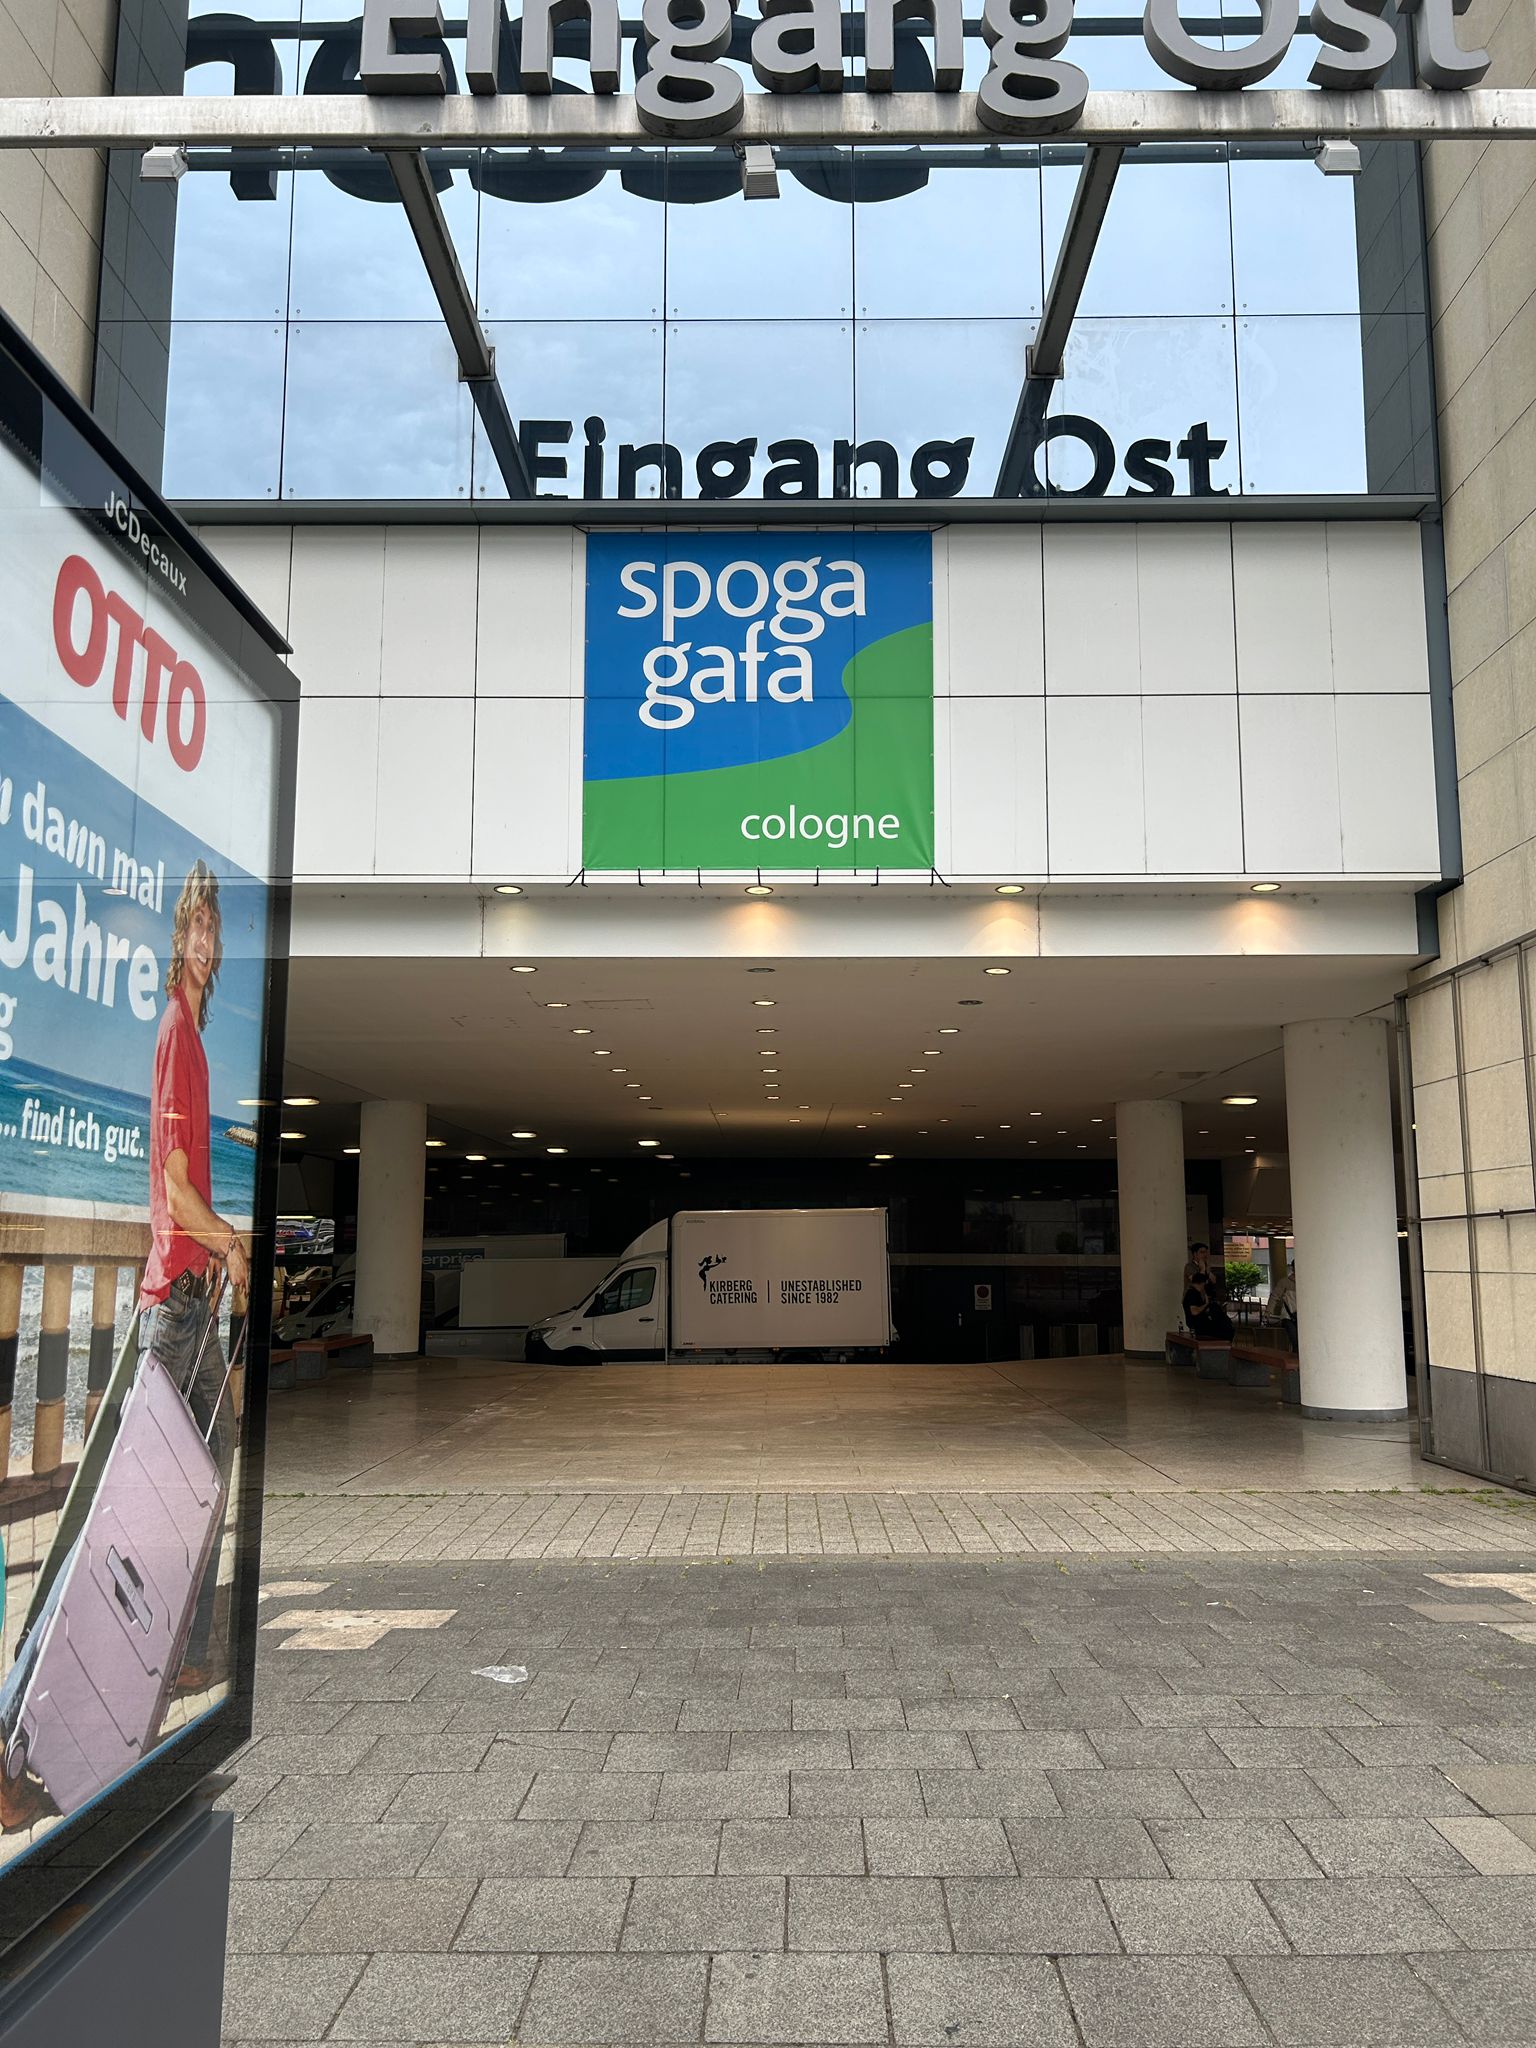 Eingang Ost
Eingang Ost
spoga
gafa
cologne
JCDecaux
OTTO
dann mal
Jahre
... find ich gut.
KIRBERG
CATERING
UNESTABLISHED
SINCE 1982